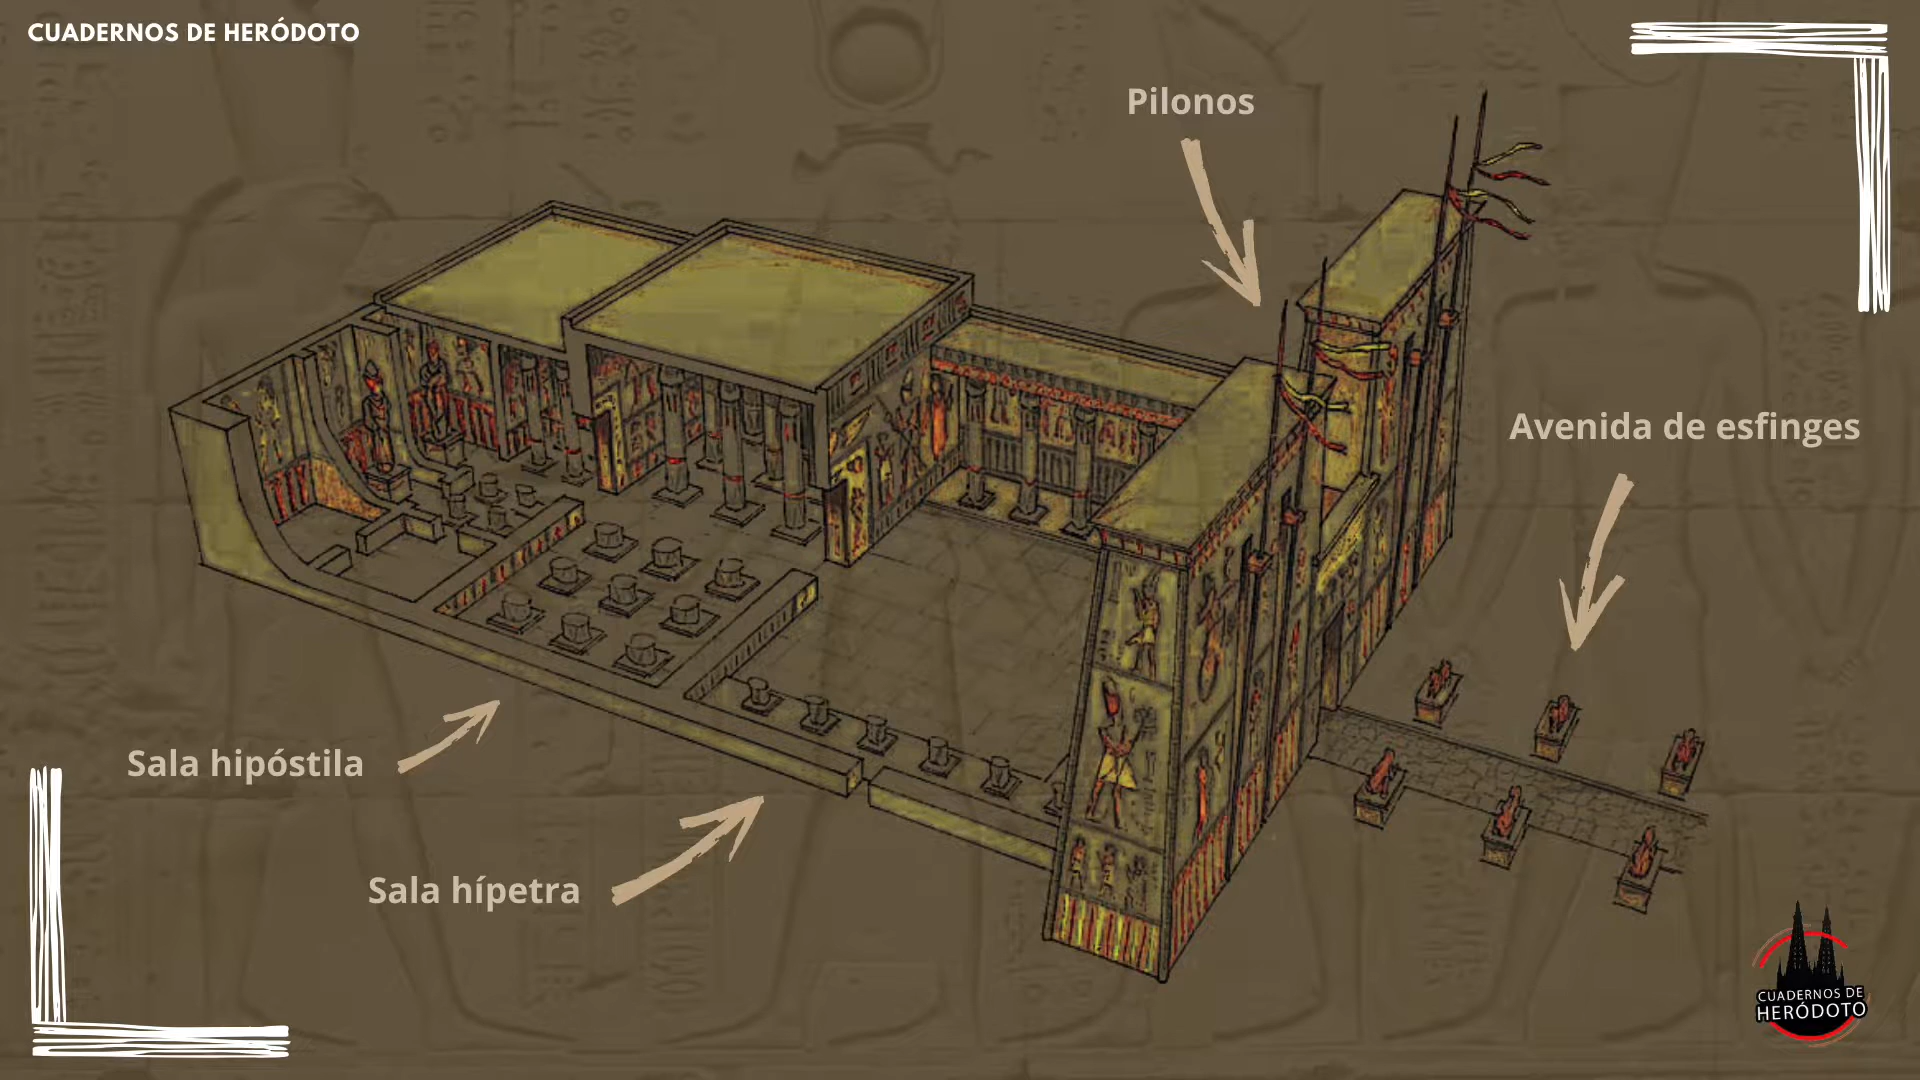 CUADERNOS DE HERÓDOTO
Pilonos
Avenida de esfinges
Sala hipóstila
Sala hípetra
CUADERNOS DE
HERÓDOTO